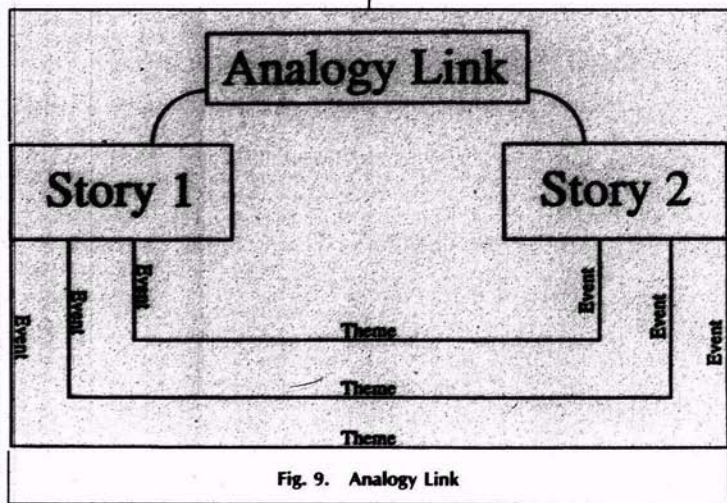 Analogy Link
Story 1
Story 2
Event
Event
Event
Event
Event
Event
Theme
Theme
Theme
Fig. 9. Analogy Link